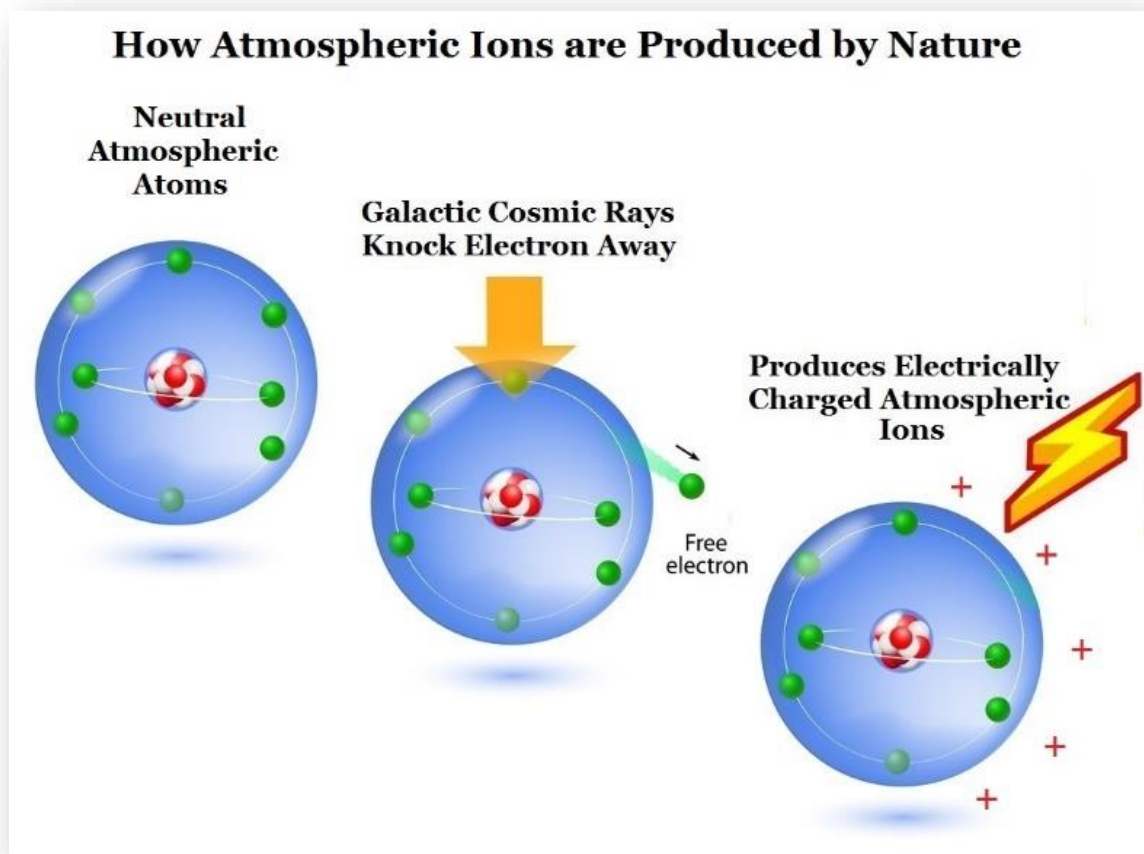 How Atmospheric Ions are Produced by Nature
Neutral
Atmospheric
Atoms
Galactic Cosmic Rays
Knock Electron Away
Free
electron
Produces Electrically
Charged Atmospheric
Ions
+
+
+
+
+